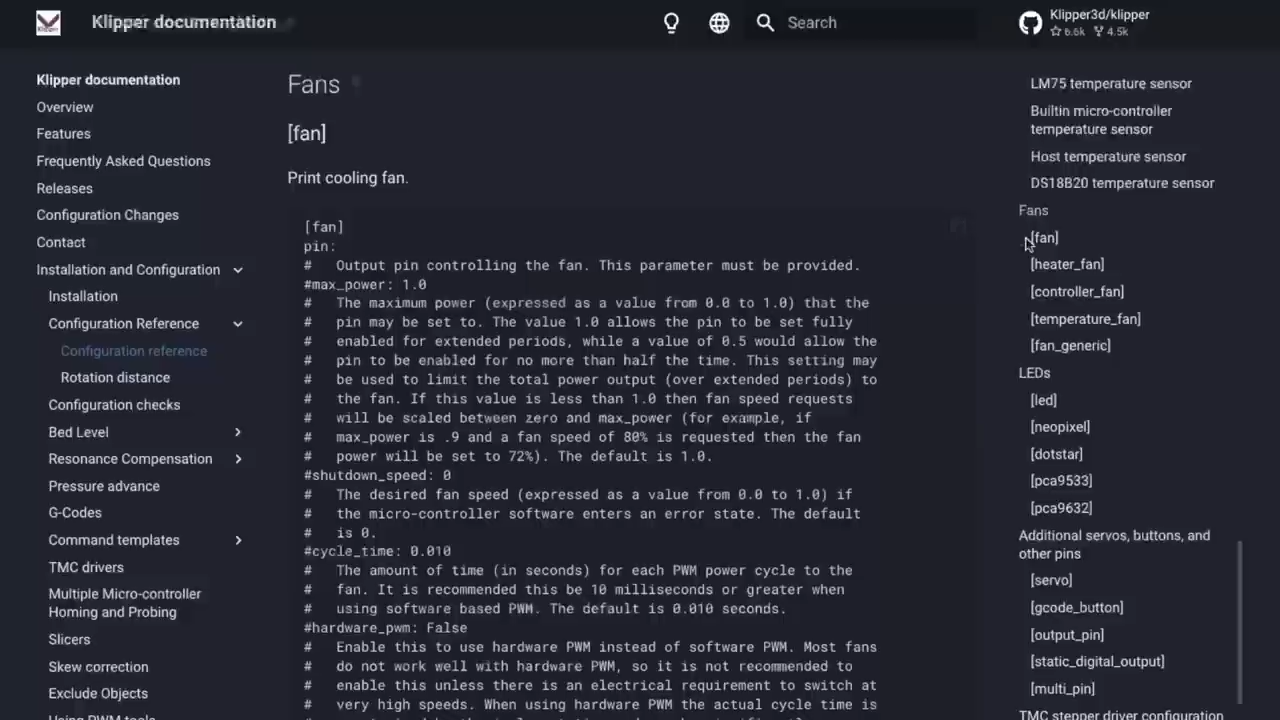 Klipper documentation
Search
Klipper3d/klipper
6.6k 4.5k
Klipper documentation
Overview
Features
Frequently Asked Questions
Releases
Configuration Changes
Contact
Installation and Configuration
Installation
Configuration Reference
Configuration reference
Rotation distance
Configuration checks
Bed Level
Resonance Compensation
Pressure advance
G-Codes
Command templates
TMC drivers
Multiple Micro-controller
Homing and Probing
Slicers
Skew correction
Exclude Objects
Using PWM tools
Fans
[fan]
Print cooling fan.
[fan]
pin:
#   Output pin controlling the fan. This parameter must be provided.
#max_power: 1.0
#   The maximum power (expressed as a value from 0.0 to 1.0) that the
#   pin may be set to. The value 1.0 allows the pin to be set fully
#   enabled for extended periods, while a value of 0.5 would allow the
#   pin to be enabled for no more than half the time. This setting may
#   be used to limit the total power output (over extended periods) to
#   the fan. If this value is less than 1.0 then fan speed requests
#   will be scaled between zero and max_power (for example, if
#   max_power is .9 and a fan speed of 80% is requested then the fan
#   power will be set to 72%). The default is 1.0.
#shutdown_speed: 0
#   The desired fan speed (expressed as a value from 0.0 to 1.0) if
#   the micro-controller software enters an error state. The default
#   is 0.
#cycle_time: 0.010
#   The amount of time (in seconds) for each PWM power cycle to the
#   fan. It is recommended this be 10 milliseconds or greater when
#   using software based PWM. The default is 0.010 seconds.
#hardware_pwm: False
#   Enable this to use hardware PWM instead of software PWM. Most fans
#   do not work well with hardware PWM, so it is not recommended to
#   enable this unless there is an electrical requirement to switch at
#   very high speeds. When using hardware PWM the actual cycle time is
LM75 temperature sensor
Builtin micro-controller
temperature sensor
Host temperature sensor
DS18B20 temperature sensor
Fans
[fan]
[heater_fan]
[controller_fan]
[temperature_fan]
[fan_generic]
LEDs
[led]
[neopixel]
[dotstar]
[pca9533]
[pca9632]
Additional servos, buttons, and
other pins
[servo]
[gcode_button]
[output_pin]
[static_digital_output]
[multi_pin]
TMC stepper driver configuration